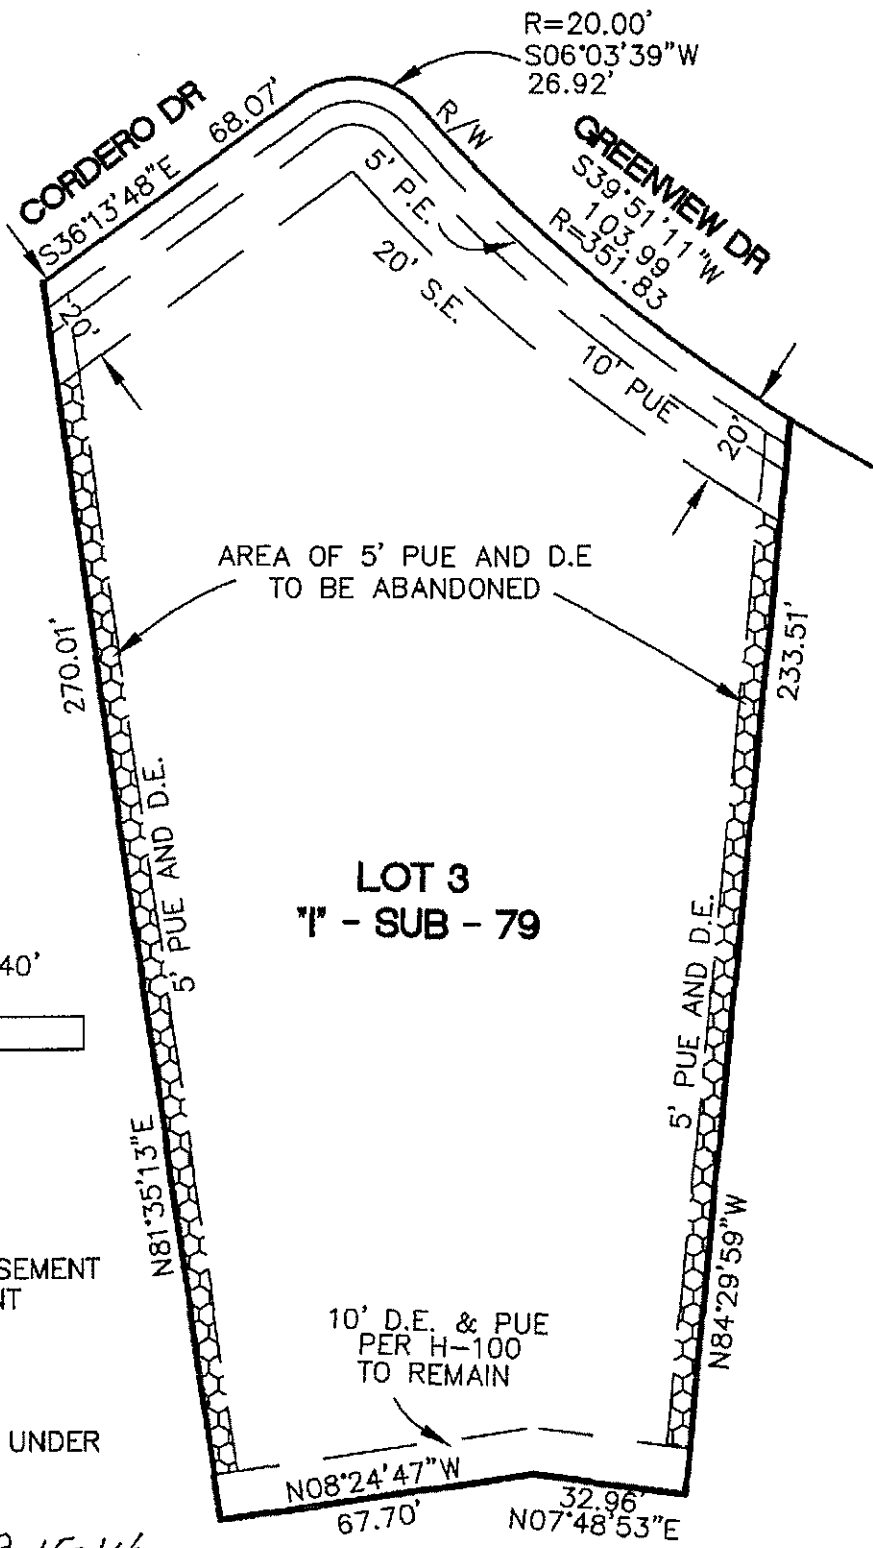 R=20.00'
S06°03'39"W
26.92'
CORDERO DR
68.07'
S36°13'48"E
R/W
GREENVIEW DR
S39°51'11"W
103.99
R=351.83
5' P.E.
20' S.E.
10' PUE
20'
20'
AREA OF 5' PUE AND D.E
TO BE ABANDONED
270.01'
233.51'
5' PUE AND D.E.
LOT 3
"I" - SUB - 79
5' PUE AND D.E.
40'
N81°35'13"E
N84°29'59"W
SEMENT
NT
10' D.E. & PUE
PER H-100
TO REMAIN
UNDER
N08°24'47"W
67.70'
32.96'
N07°48'53"E